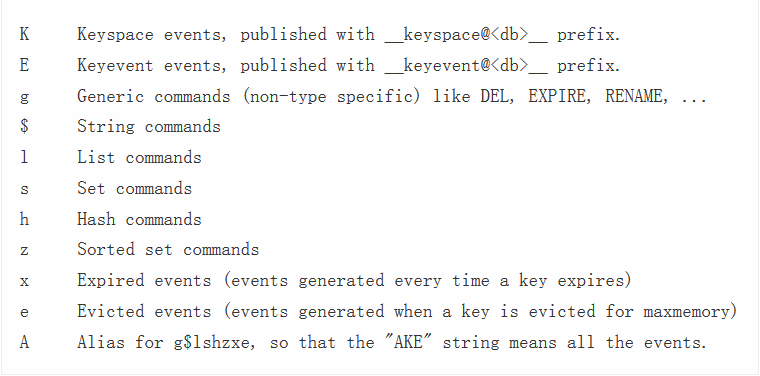 K     Keyspace events, published with __keyspace@<db>__ prefix.
E     Keyevent events, published with __keyevent@<db>__ prefix.
g     Generic commands (non-type specific) like DEL, EXPIRE, RENAME, ...
$     String commands
l     List commands
s     Set commands
h     Hash commands
z     Sorted set commands
x     Expired events (events generated every time a key expires)
e     Evicted events (events generated when a key is evicted for maxmemory)
A     Alias for g$lshzxe, so that the "AKE" string means all the events.